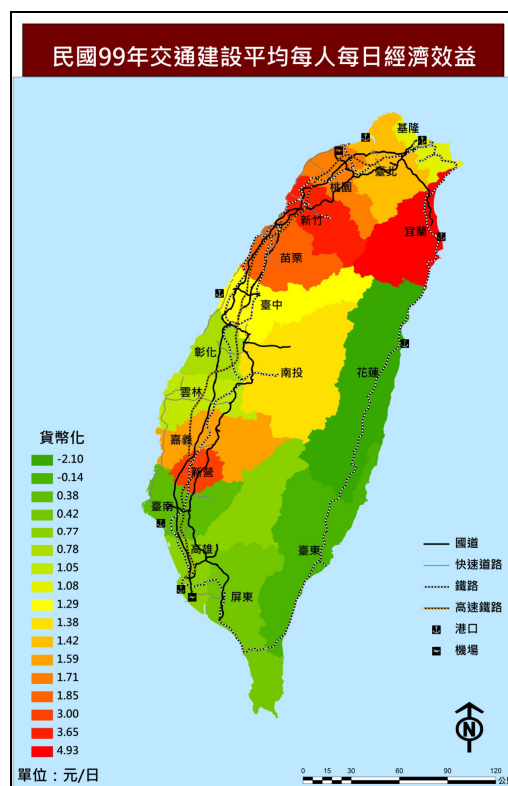 民國99年交通建設平均每人每日經濟效益
基隆
臺北
桃園
新竹
宜蘭
苗栗
臺中
彰化
南投
花蓮
雲林
嘉義
新營
臺南
高雄
臺東
屏東
貨幣化
-2.10
-0.14
0.38
0.42
0.77
0.78
1.05
1.08
1.29
1.38
1.42
1.59
1.71
1.85
3.00
3.65
4.93
單位：元/日
國道
快速道路
鐵路
高速鐵路
港口
機場
N
0 15 30 60 90 120